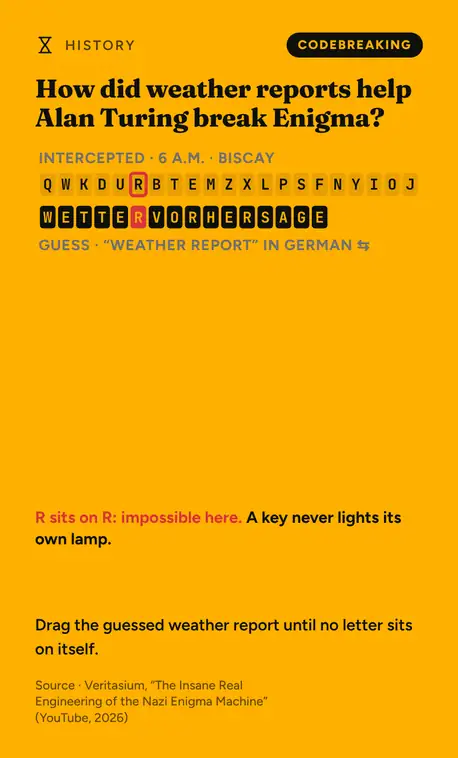 HISTORY
CODEBREAKING
How did weather reports help
Alan Turing break Enigma?
INTERCEPTED · 6 A.M. · BISCAY
QWKDURBTEMZXLPSFNYIOJ
WETTERVORHERSAGE
GUESS · “WEATHER REPORT” IN GERMAN ⇆
R sits on R: impossible here. A key never lights its
own lamp.
Drag the guessed weather report until no letter sits
on itself.
Source · Veritasium, “The Insane Real
Engineering of the Nazi Enigma Machine”
(YouTube, 2026)